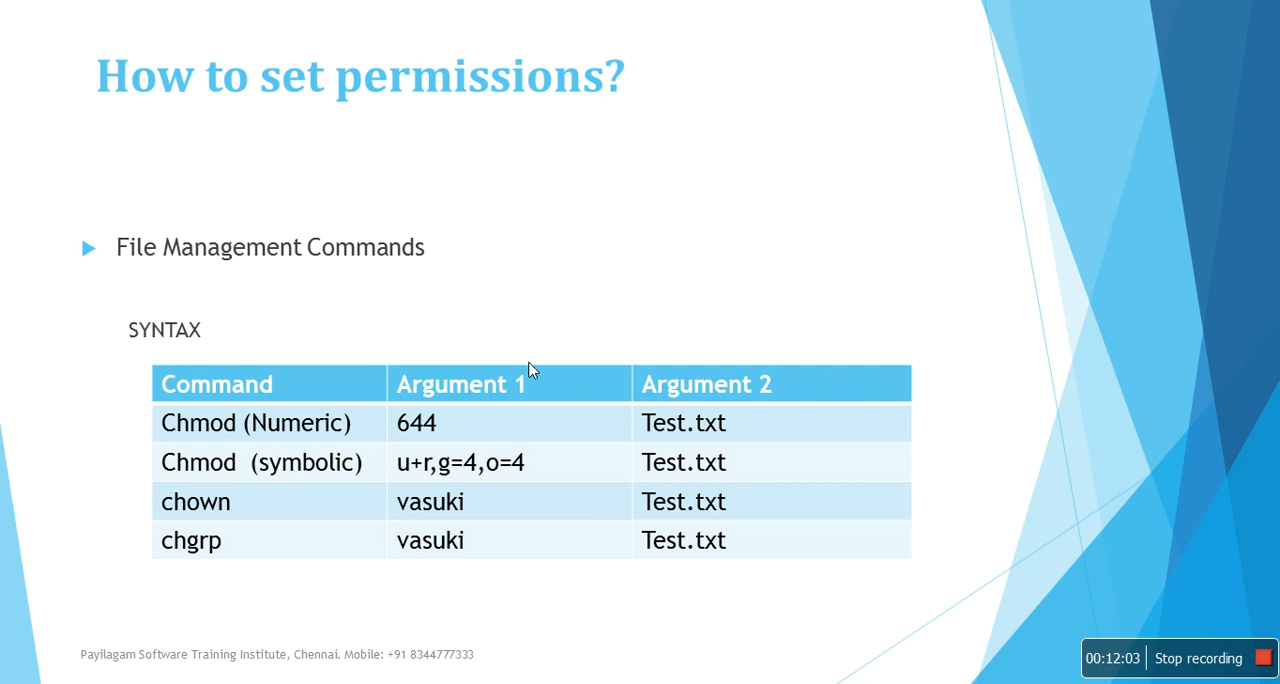 How to set permissions?
File Management Commands
SYNTAX
Command Argument 1 Argument 2
Chmod (Numeric) 644 Test.txt
Chmod (symbolic) u+r,g=4,o=4 Test.txt
chown vasuki Test.txt
chgrp vasuki Test.txt
Payilagam Software Training Institute, Chennai. Mobile: +91 8344777333
00:12:03 Stop recording